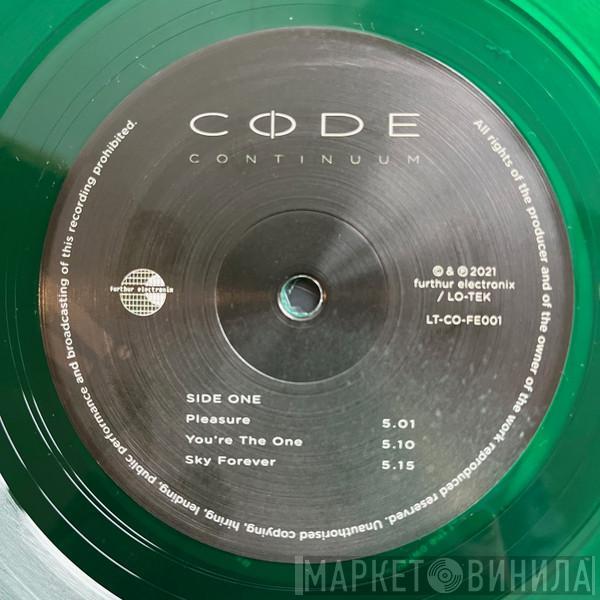 CΦDE
CONTINUUM
furthur electronix
© & ℗ 2021
furthur electronix
/ LO-TEK
LT-CO-FE001
SIDE ONE
Pleasure 5.01
You're The One 5.10
Sky Forever 5.15
All rights of the producer and of the owner of the work reproduced reserved. Unauthorised copying, hiring, lending, public performance and broadcasting of this recording prohibited.
МАРКЕТ ВИНИЛА